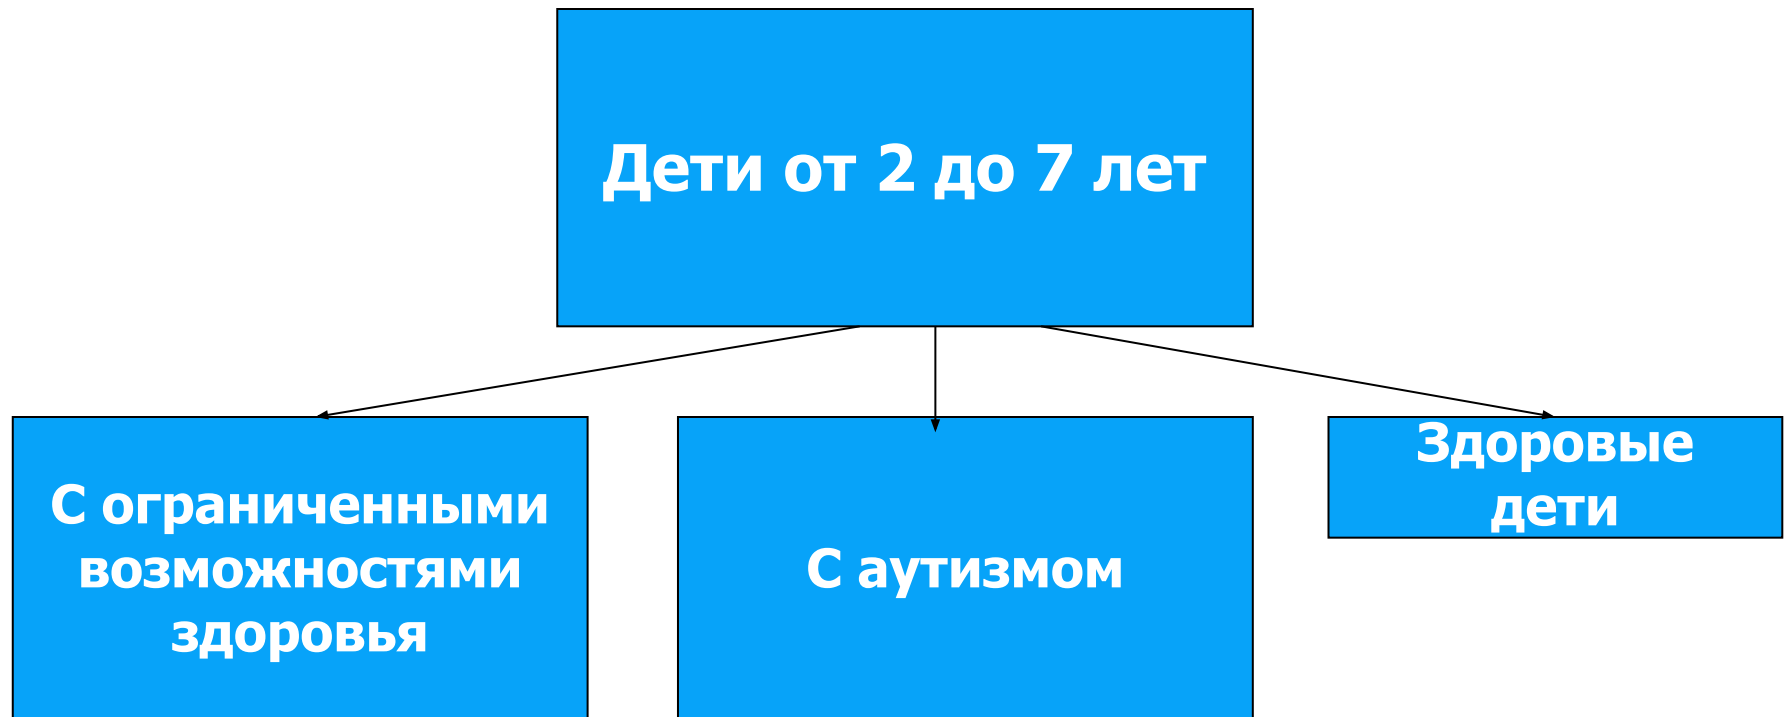 Дети от 2 до 7 лет
С ограниченными
возможностями
здоровья
С аутизмом
Здоровые
дети